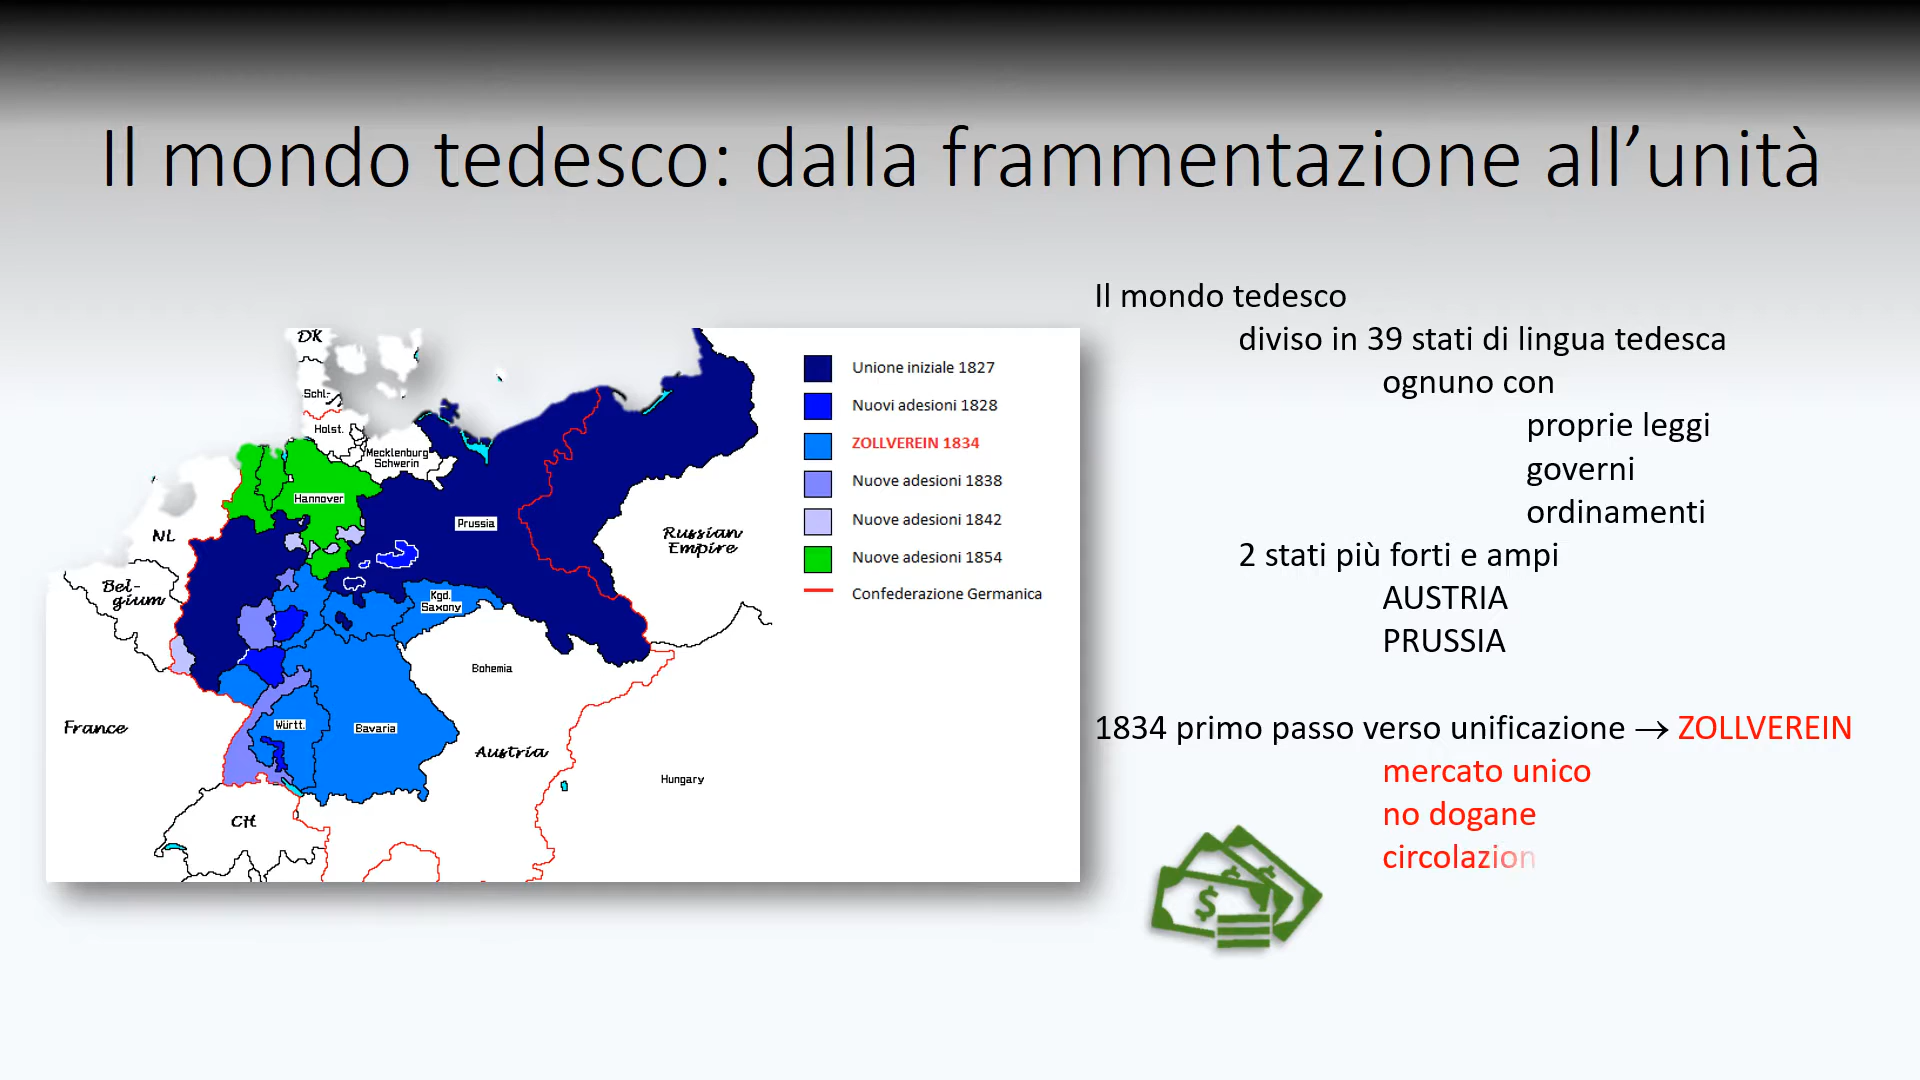 Il mondo tedesco: dalla frammentazione all’unità
DK
Schl.-
Holst.
Mecklenburg
Schwerin
Hannover
NL
Prussia
Russian
Empire
Bel-
gium
Kgd.
Saxony
Bohemia
France
Württ.
Bavaria
Austria
Hungary
CH
Unione iniziale 1827
Nuovi adesioni 1828
ZOLLVEREIN 1834
Nuove adesioni 1838
Nuove adesioni 1842
Nuove adesioni 1854
Confederazione Germanica
Il mondo tedesco
diviso in 39 stati di lingua tedesca
ognuno con
proprie leggi
governi
ordinamenti
2 stati più forti e ampi
AUSTRIA
PRUSSIA
1834 primo passo verso unificazione → ZOLLVEREIN
mercato unico
no dogane
circolazion
$